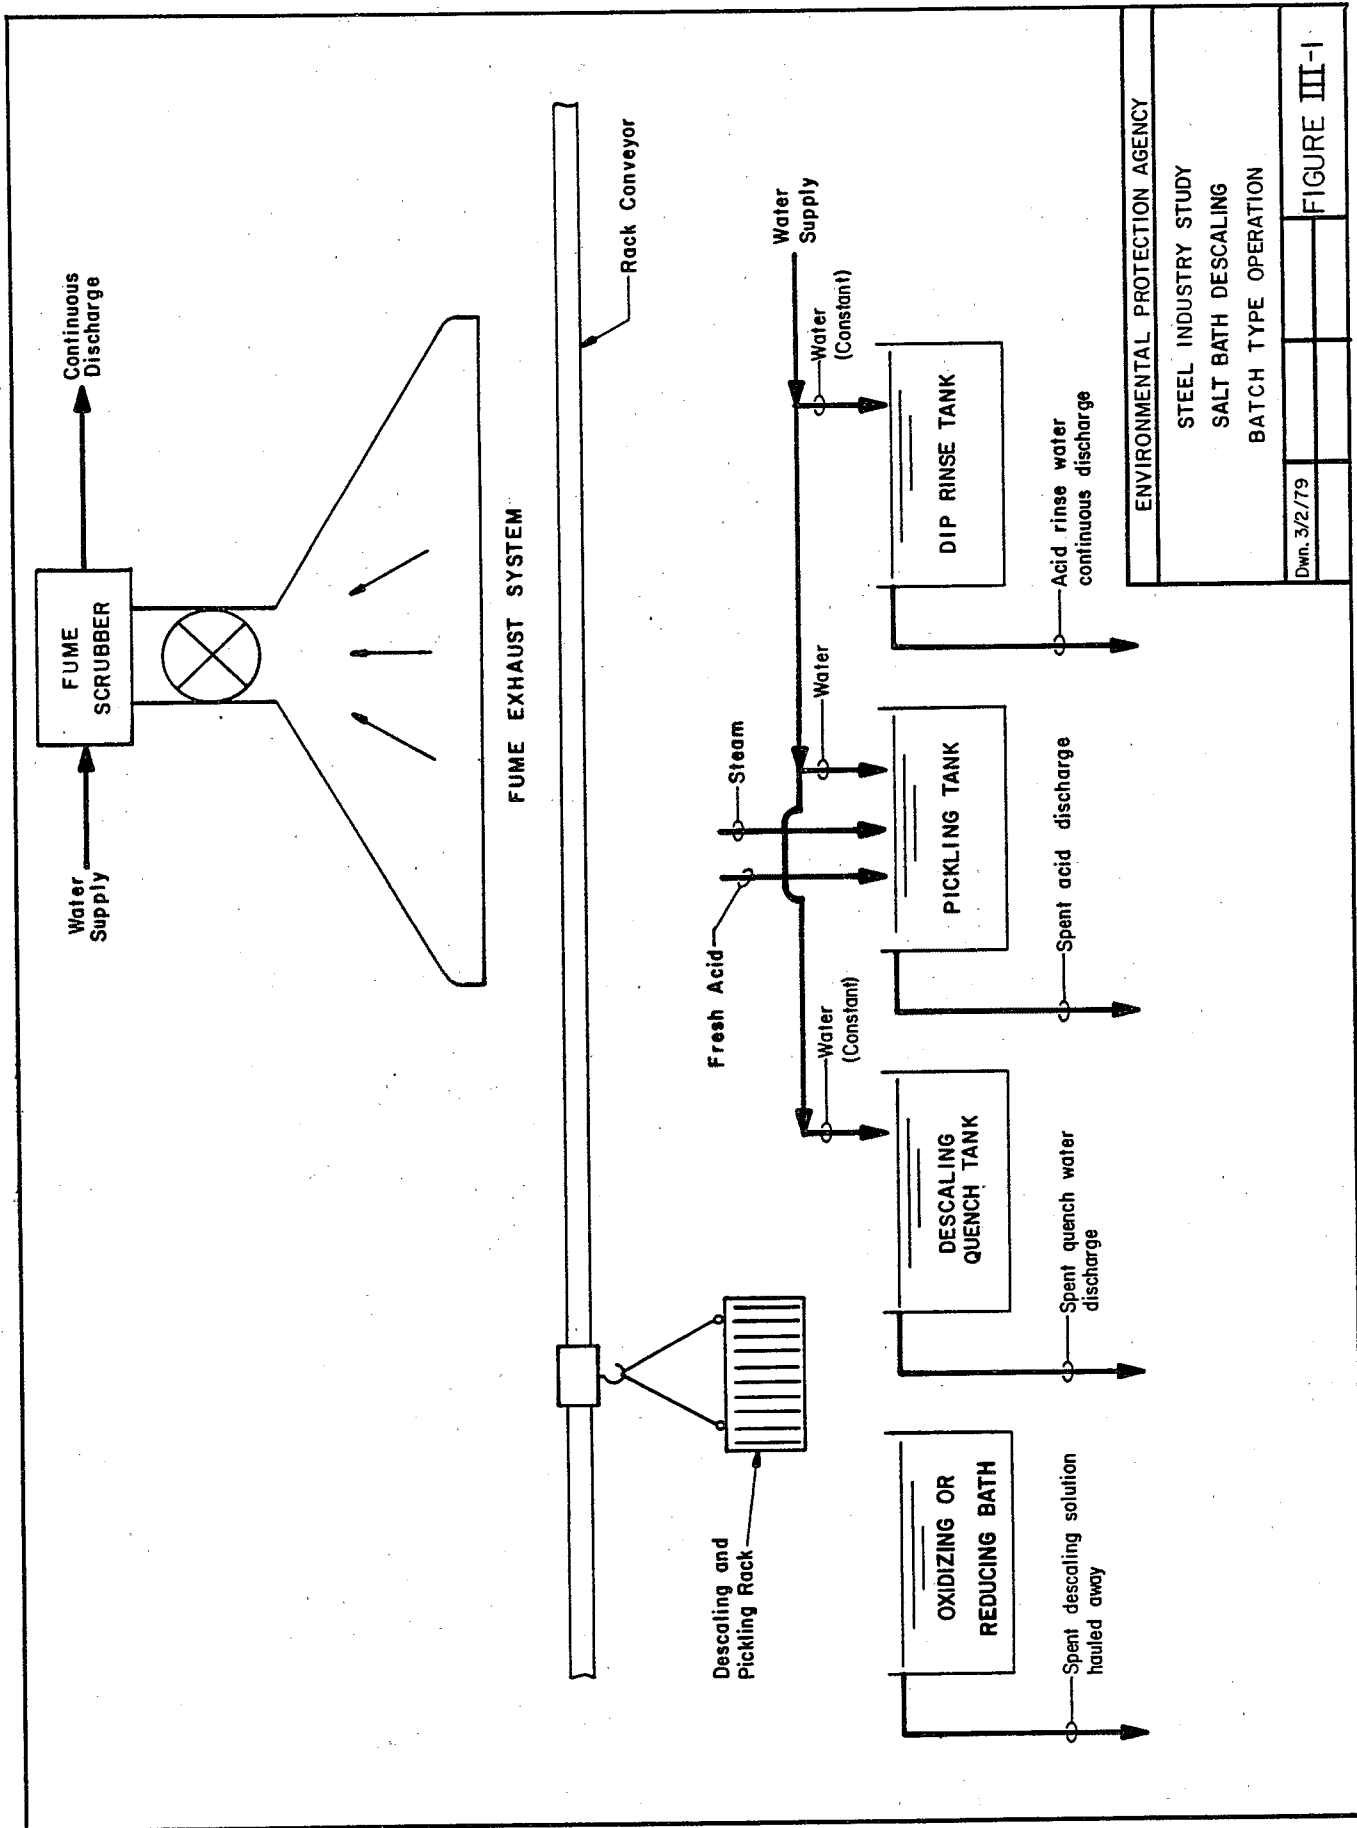 Water
Supply
FUME
SCRUBBER
Continuous
Discharge
FUME EXHAUST SYSTEM
Rack Conveyor
Descaling and
Pickling Rack
Fresh Acid
Steam
Water
Supply
Water
(Constant)
Water
Water
(Constant)
OXIDIZING OR
REDUCING BATH
DESCALING
QUENCH TANK
PICKLING TANK
DIP RINSE TANK
Spent descaling solution
hauled away
Spent quench water
discharge
Spent acid discharge
Acid rinse water
continuous discharge
ENVIRONMENTAL PROTECTION AGENCY
STEEL INDUSTRY STUDY
SALT BATH DESCALING
BATCH TYPE OPERATION
Dwn. 3/2/79
FIGURE III-1